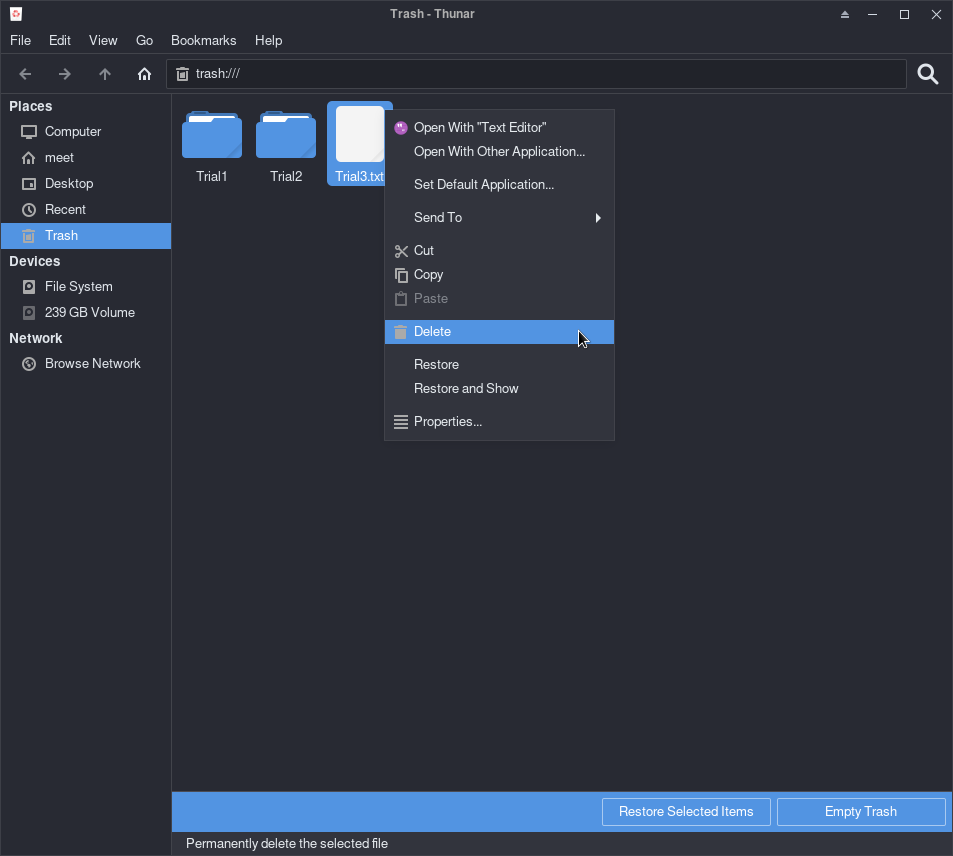 Trash - Thunar
File Edit View Go Bookmarks Help
trash:///
Places
Computer
meet
Desktop
Recent
Trash
Devices
File System
239 GB Volume
Network
Browse Network
Trial1 Trial2 Trial3.txt
Open With "Text Editor"
Open With Other Application...
Set Default Application...
Send To
Cut
Copy
Paste
Delete
Restore
Restore and Show
Properties...
Restore Selected Items Empty Trash
Permanently delete the selected file